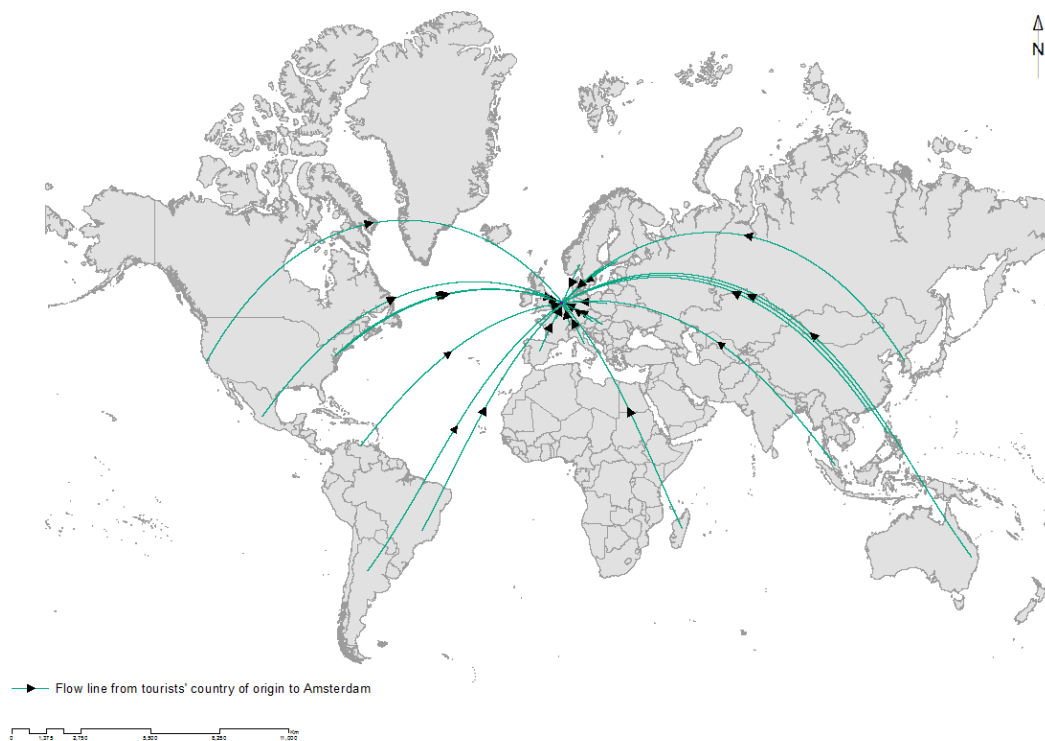 N
Flow line from tourists' country of origin to Amsterdam
Km
0 1,375 2,750 5,500 8,250 11,000